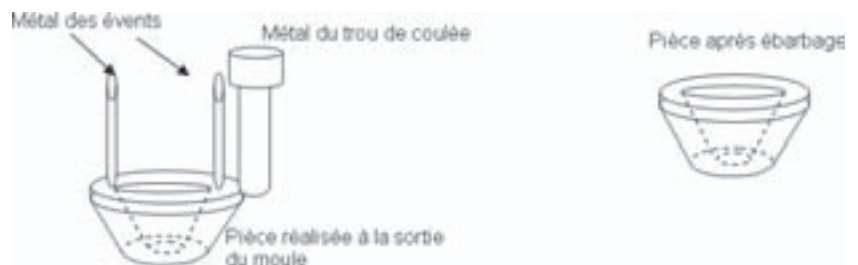 Métal des évents
Métal du trou de coulée
Pièce après ébarbage
Pièce réalisée à la sortie
du moule